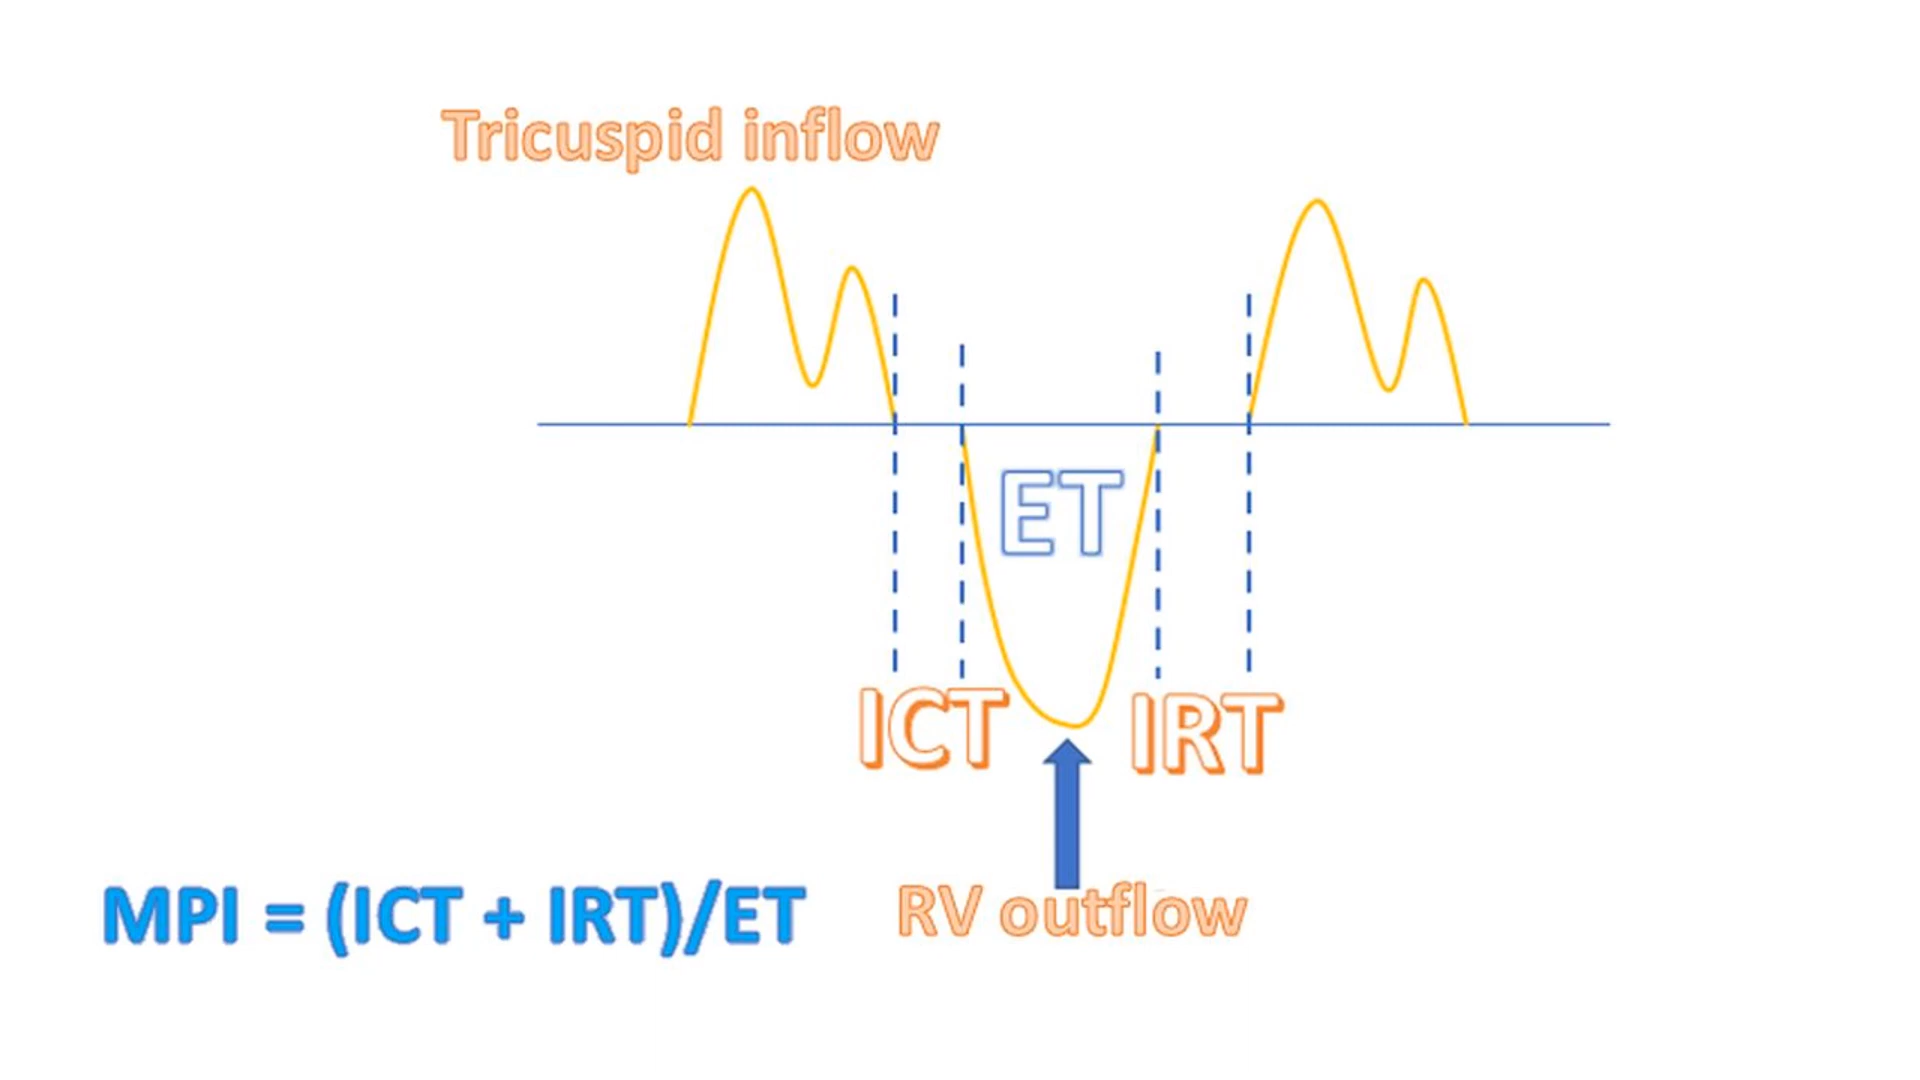 Tricuspid inflow
ET
ICT
IRT
MPI = (ICT + IRT)/ET
RV outflow